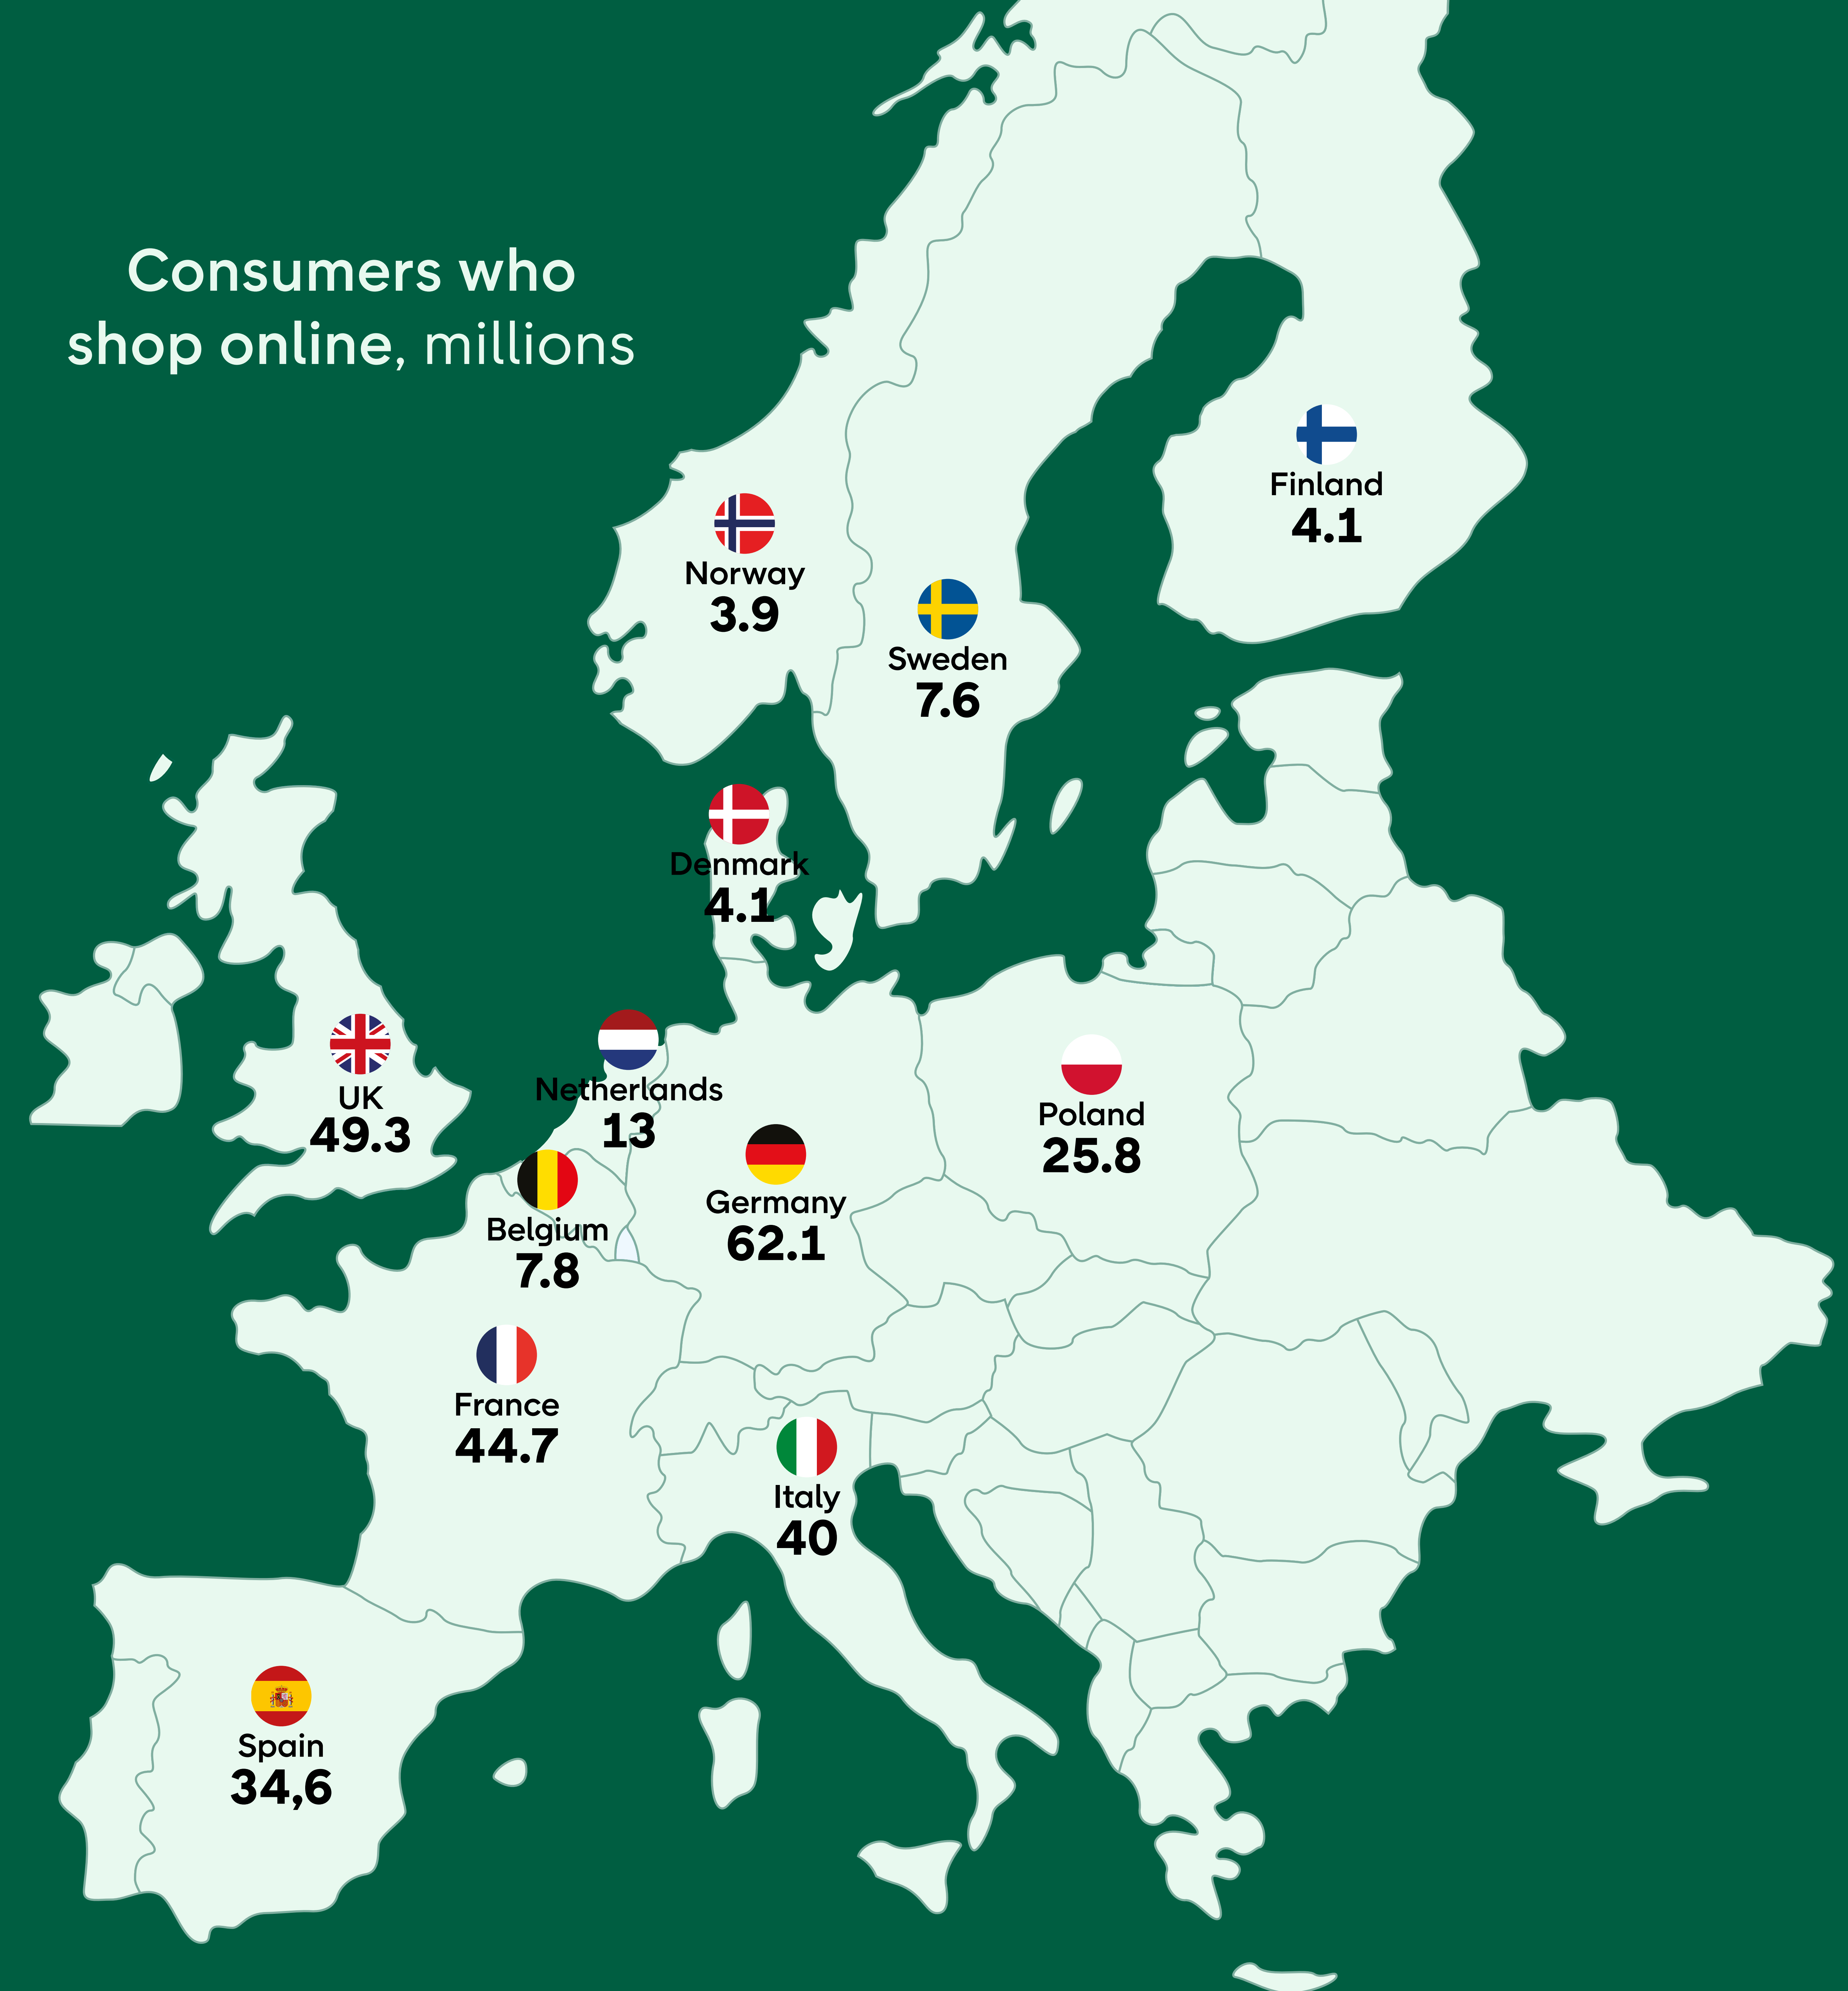 Consumers who
shop online, millions
Finland
4.1
Norway
3.9
Sweden
7.6
Denmark
4.1
UK
49.3
Netherlands
13
Poland
25.8
Germany
62.1
Belgium
7.8
France
44.7
Italy
40
Spain
34,6